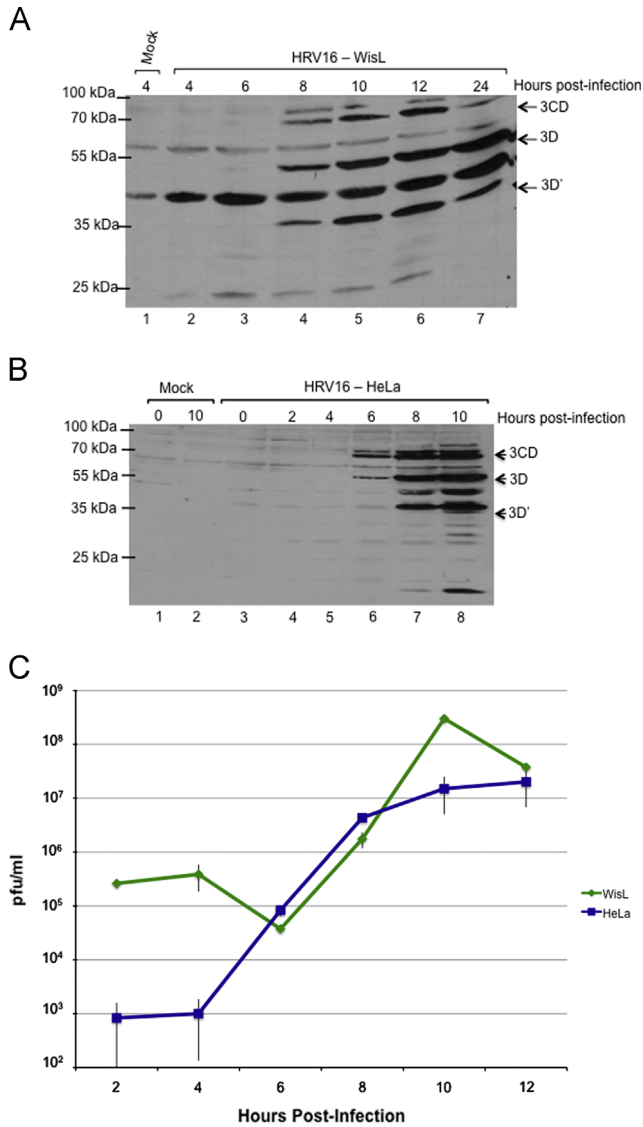 A
Mock
HRV16 – WisL
4 4 6 8 10 12 24 Hours post-infection
100 kDa
3CD
70 kDa
3D
55 kDa
3D'
35 kDa
25 kDa
1 2 3 4 5 6 7
B
Mock HRV16 – HeLa
0 10 0 2 4 6 8 10 Hours post-infection
100 kDa
70 kDa
3CD
55 kDa
3D
35 kDa
3D'
25 kDa
1 2 3 4 5 6 7 8
C
10⁹
10⁸
10⁷
10⁶
10⁵
10⁴
10³
10²
pfu/ml
WisL
HeLa
2 4 6 8 10 12
Hours Post-Infection